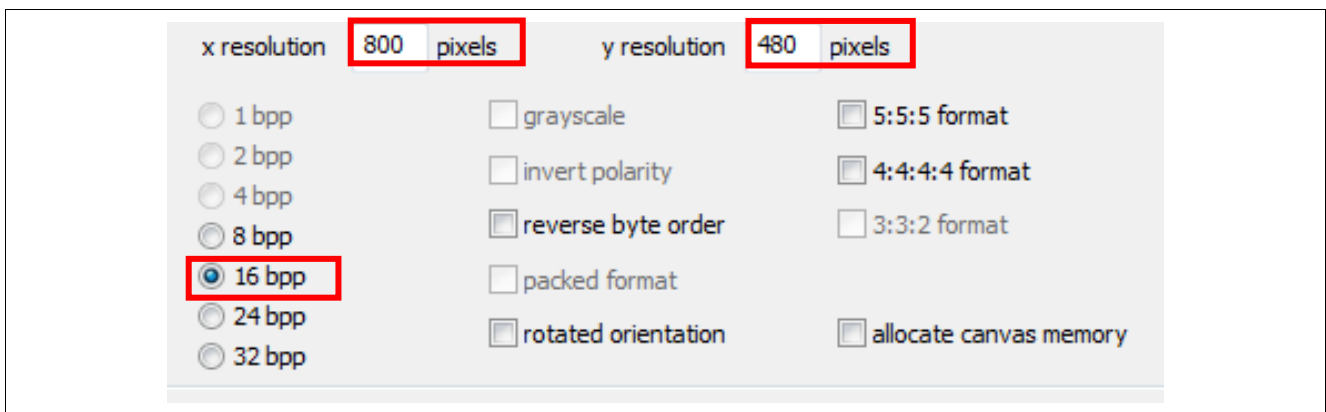 x resolution 800 pixels y resolution 480 pixels
1 bpp grayscale 5:5:5 format
2 bpp
invert polarity 4:4:4:4 format
4 bpp
8 bpp reverse byte order 3:3:2 format
16 bpp
packed format
24 bpp
rotated orientation allocate canvas memory
32 bpp